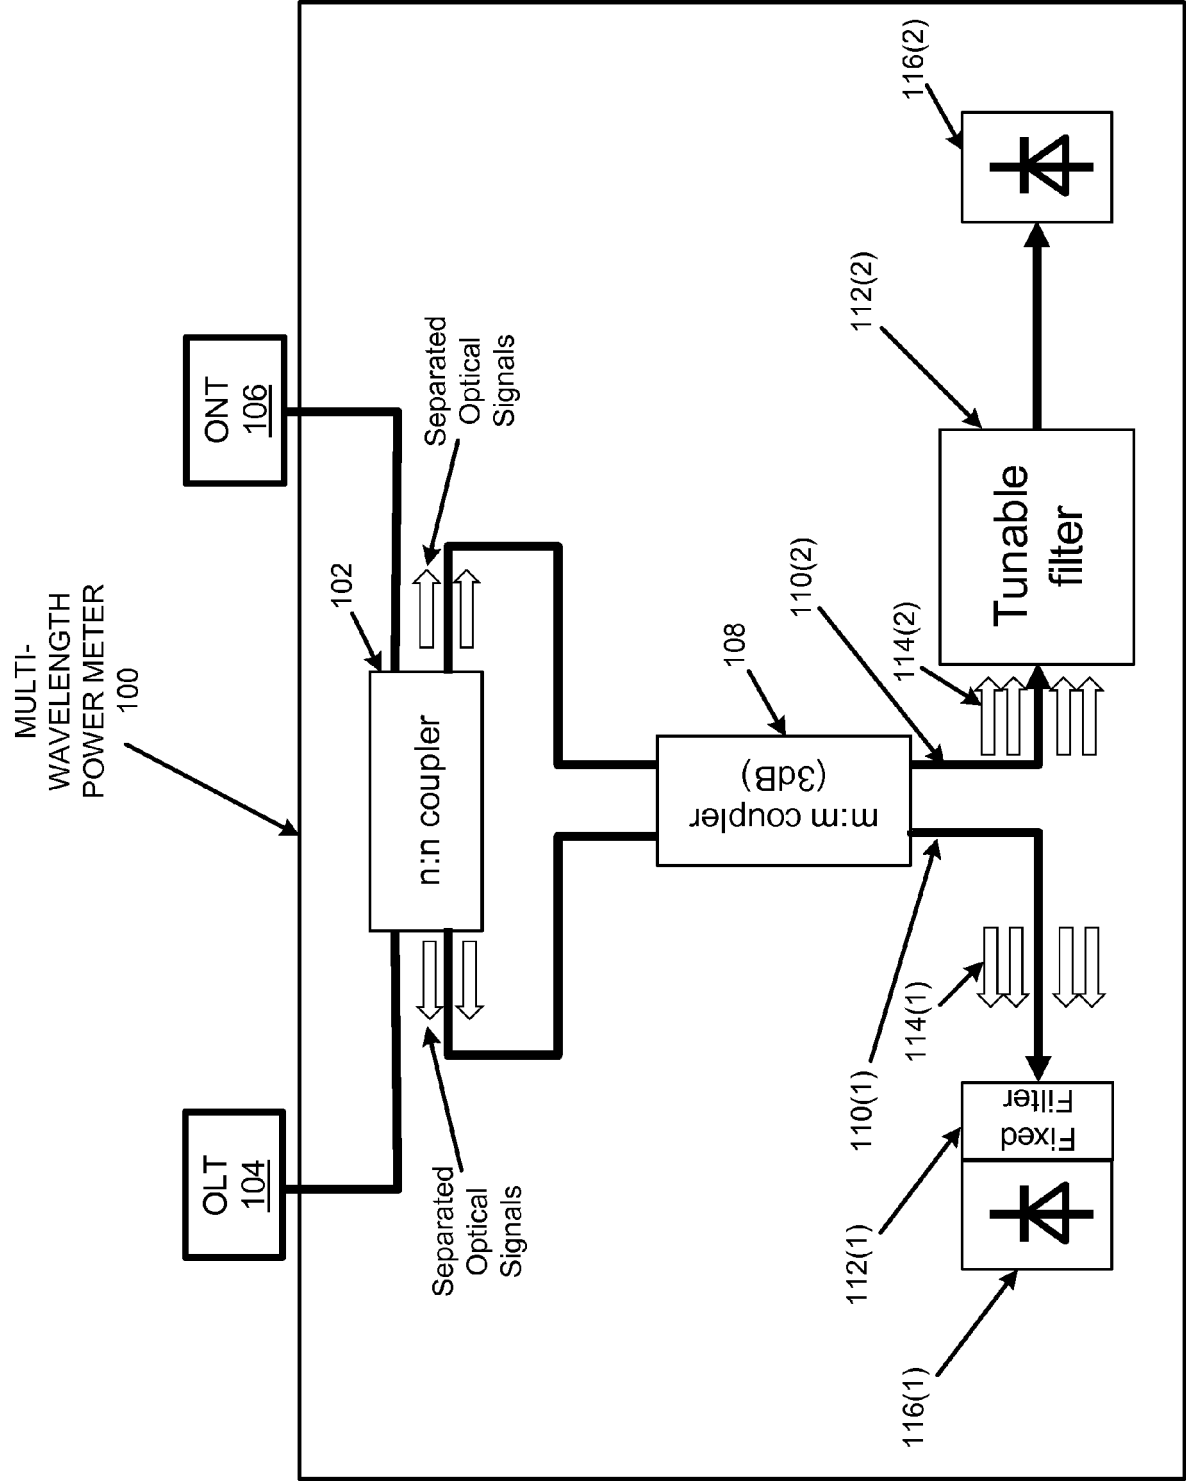 MULTI-
WAVELENGTH
POWER METER
100
OLT
104
ONT
106
102
n:n coupler
Separated
Optical
Signals
Separated
Optical
Signals
108
m:m coupler
(3dB)
110(1)
110(2)
114(1)
114(2)
112(1)
112(2)
116(1)
116(2)
Fixed
Filter
Tunable
filter